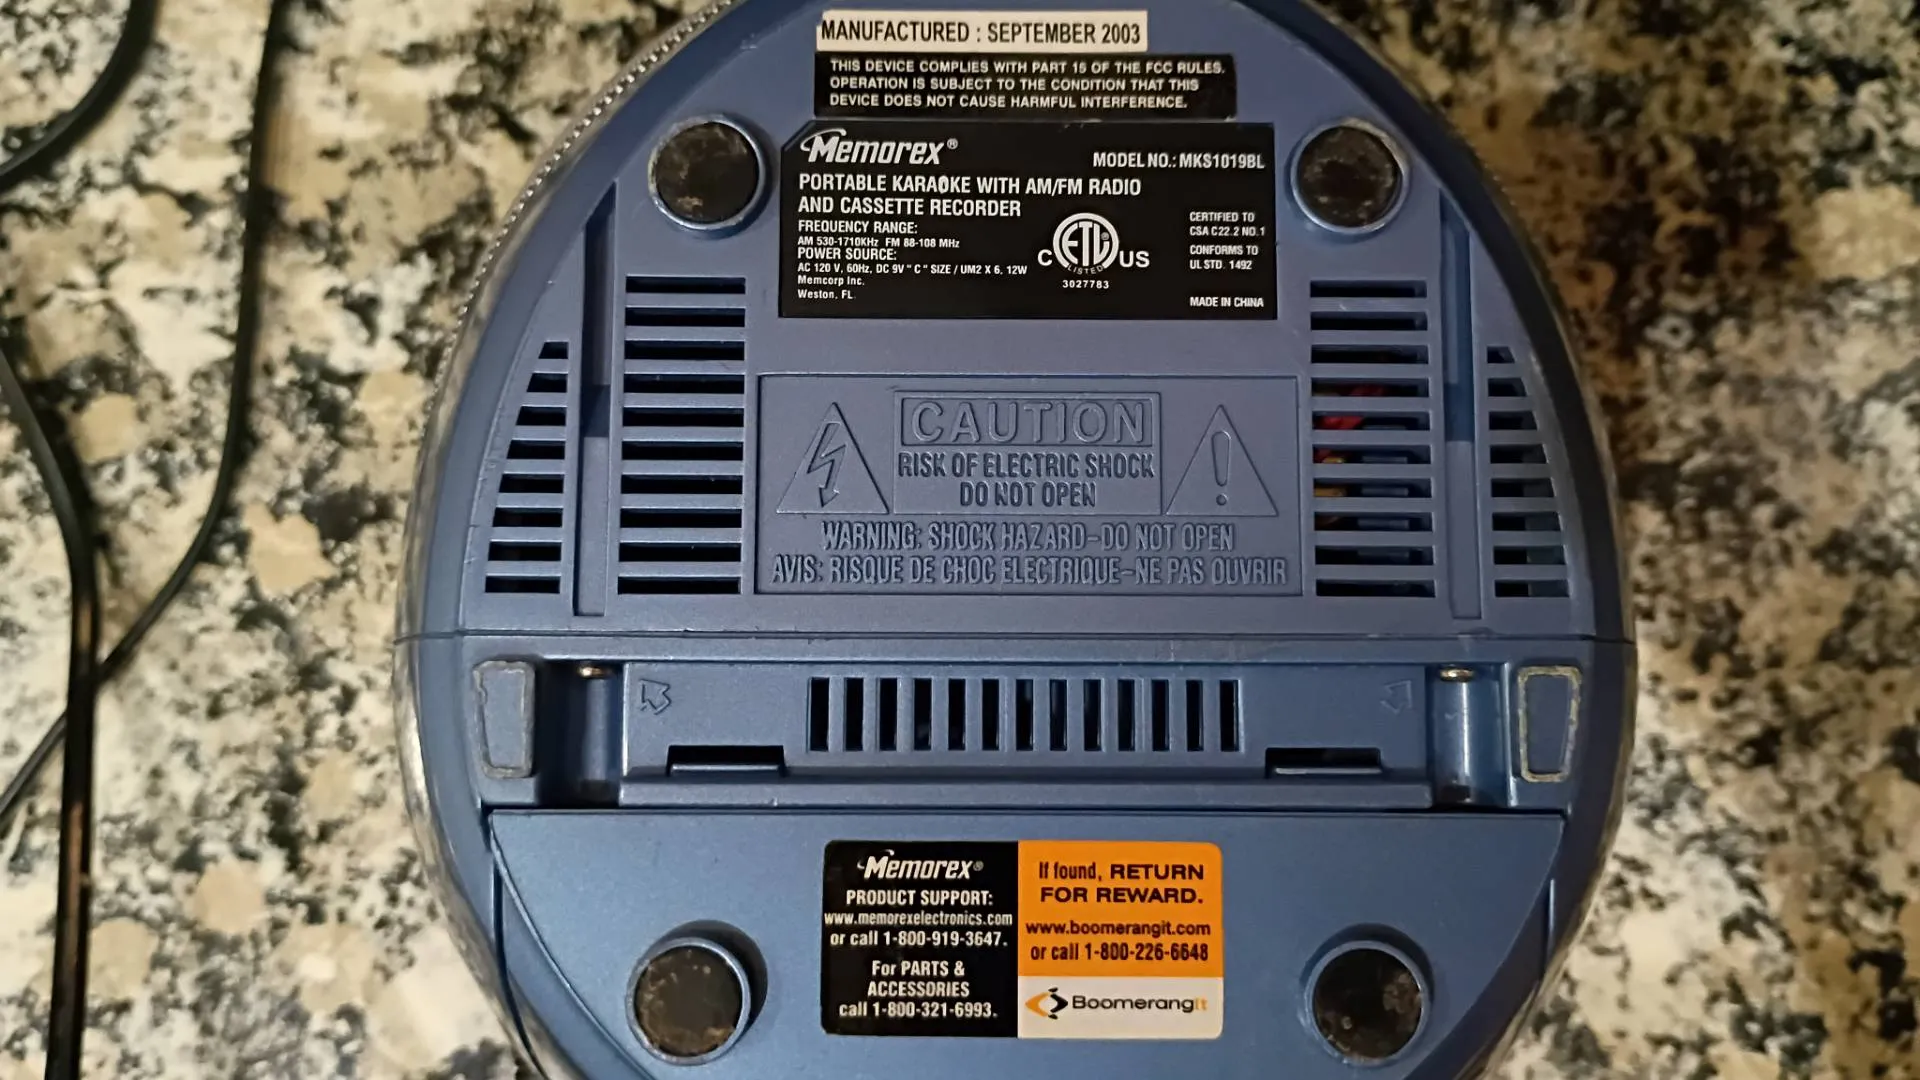 MANUFACTURED : SEPTEMBER 2003
THIS DEVICE COMPLIES WITH PART 15 OF THE FCC RULES.
OPERATION IS SUBJECT TO THE CONDITION THAT THIS
DEVICE DOES NOT CAUSE HARMFUL INTERFERENCE.
Memorex®
MODEL NO.: MKS1019BL
PORTABLE KARAOKE WITH AM/FM RADIO
AND CASSETTE RECORDER
FREQUENCY RANGE:
AM 530-1710KHz FM 88-108 MHz
POWER SOURCE:
AC 120 V, 60Hz, DC 9V " C " SIZE / UM2 X 6, 12W
Memcorp Inc.
Weston, FL.
C ETL US
LISTED
3027783
CERTIFIED TO
CSA C22.2 NO.1
CONFORMS TO
UL STD. 1492
MADE IN CHINA
CAUTION
RISK OF ELECTRIC SHOCK
DO NOT OPEN
WARNING: SHOCK HAZARD-DO NOT OPEN
AVIS: RISQUE DE CHOC ELECTRIQUE-NE PAS OUVRIR
Memorex®
PRODUCT SUPPORT:
www.memorexelectronics.com
or call 1-800-919-3647.
For PARTS &
ACCESSORIES
call 1-800-321-6993.
If found, RETURN
FOR REWARD.
www.boomerangit.com
or call 1-800-226-6648
Boomerangit